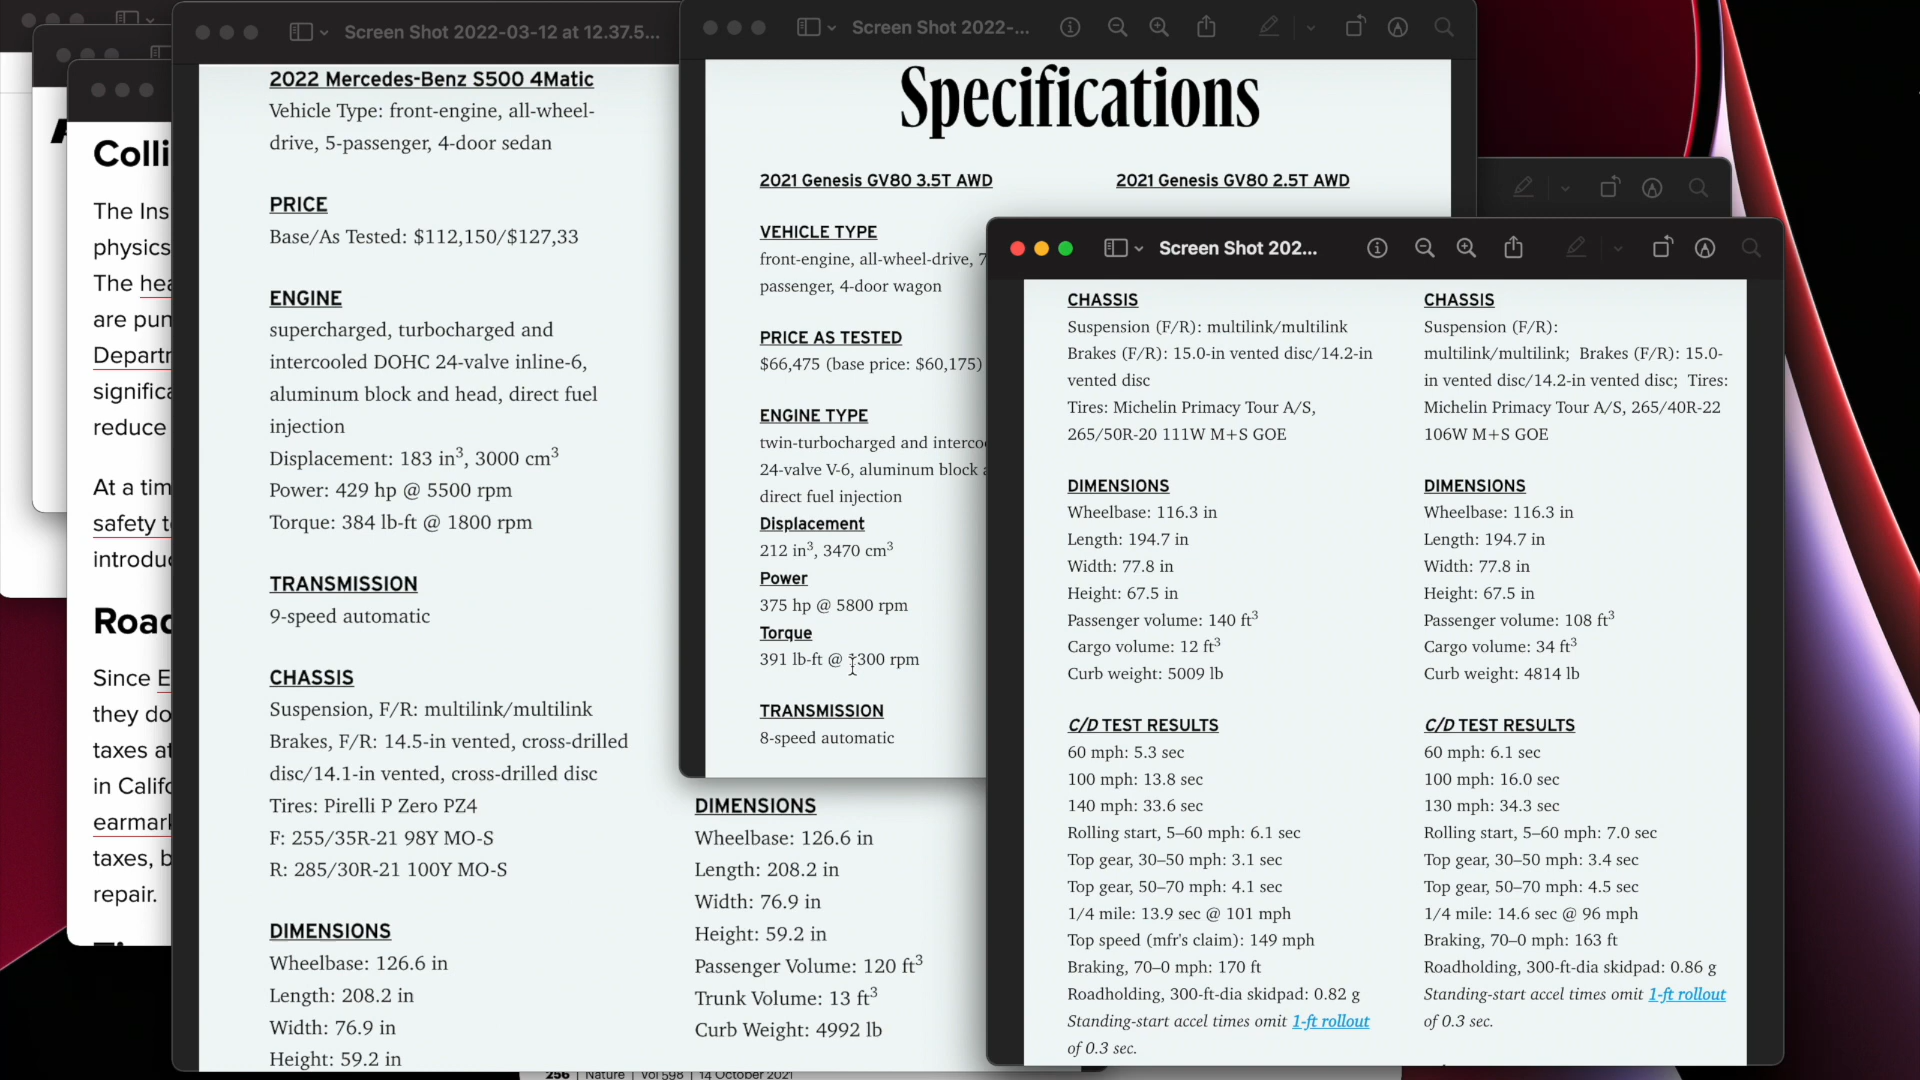 Screen Shot 2022-03-12 at 12.37.5...
Screen Shot 2022-...
Screen Shot 202...
Colli
The Ins
physics
The hea
are pun
Departr
significa
reduce
At a tim
safety t
introduc
Roac
Since E
they do
taxes at
in Califo
earmark
taxes, b
repair.
2022 Mercedes-Benz S500 4Matic
Vehicle Type: front-engine, all-wheel-
drive, 5-passenger, 4-door sedan
PRICE
Base/As Tested: $112,150/$127,33
ENGINE
supercharged, turbocharged and
intercooled DOHC 24-valve inline-6,
aluminum block and head, direct fuel
injection
Displacement: 183 in³, 3000 cm³
Power: 429 hp @ 5500 rpm
Torque: 384 lb-ft @ 1800 rpm
TRANSMISSION
9-speed automatic
CHASSIS
Suspension, F/R: multilink/multilink
Brakes, F/R: 14.5-in vented, cross-drilled
disc/14.1-in vented, cross-drilled disc
Tires: Pirelli P Zero PZ4
F: 255/35R-21 98Y MO-S
R: 285/30R-21 100Y MO-S
DIMENSIONS
Wheelbase: 126.6 in
Length: 208.2 in
Width: 76.9 in
Height: 59.2 in
DIMENSIONS
Wheelbase: 126.6 in
Length: 208.2 in
Width: 76.9 in
Height: 59.2 in
Passenger Volume: 120 ft³
Trunk Volume: 13 ft³
Curb Weight: 4992 lb
Specifications
2021 Genesis GV80 3.5T AWD
VEHICLE TYPE
front-engine, all-wheel-drive, 7
passenger, 4-door wagon
PRICE AS TESTED
$66,475 (base price: $60,175)
ENGINE TYPE
twin-turbocharged and interco
24-valve V-6, aluminum block a
direct fuel injection
Displacement
212 in³, 3470 cm³
Power
375 hp @ 5800 rpm
Torque
391 lb-ft @ 300 rpm
TRANSMISSION
8-speed automatic
2021 Genesis GV80 2.5T AWD
CHASSIS
Suspension (F/R): multilink/multilink
Brakes (F/R): 15.0-in vented disc/14.2-in
vented disc
Tires: Michelin Primacy Tour A/S,
265/50R-20 111W M+S GOE
DIMENSIONS
Wheelbase: 116.3 in
Length: 194.7 in
Width: 77.8 in
Height: 67.5 in
Passenger volume: 140 ft³
Cargo volume: 12 ft³
Curb weight: 5009 lb
C/D TEST RESULTS
60 mph: 5.3 sec
100 mph: 13.8 sec
140 mph: 33.6 sec
Rolling start, 5–60 mph: 6.1 sec
Top gear, 30–50 mph: 3.1 sec
Top gear, 50–70 mph: 4.1 sec
1/4 mile: 13.9 sec @ 101 mph
Top speed (mfr's claim): 149 mph
Braking, 70–0 mph: 170 ft
Roadholding, 300-ft-dia skidpad: 0.82 g
Standing-start accel times omit 1-ft rollout
of 0.3 sec.
CHASSIS
Suspension (F/R):
multilink/multilink; Brakes (F/R): 15.0-
in vented disc/14.2-in vented disc; Tires:
Michelin Primacy Tour A/S, 265/40R-22
106W M+S GOE
DIMENSIONS
Wheelbase: 116.3 in
Length: 194.7 in
Width: 77.8 in
Height: 67.5 in
Passenger volume: 108 ft³
Cargo volume: 34 ft³
Curb weight: 4814 lb
C/D TEST RESULTS
60 mph: 6.1 sec
100 mph: 16.0 sec
130 mph: 34.3 sec
Rolling start, 5–60 mph: 7.0 sec
Top gear, 30–50 mph: 3.4 sec
Top gear, 50–70 mph: 4.5 sec
1/4 mile: 14.6 sec @ 96 mph
Braking, 70–0 mph: 163 ft
Roadholding, 300-ft-dia skidpad: 0.86 g
Standing-start accel times omit 1-ft rollout
of 0.3 sec.
256 | Nature | Vol 598 | 14 October 2021